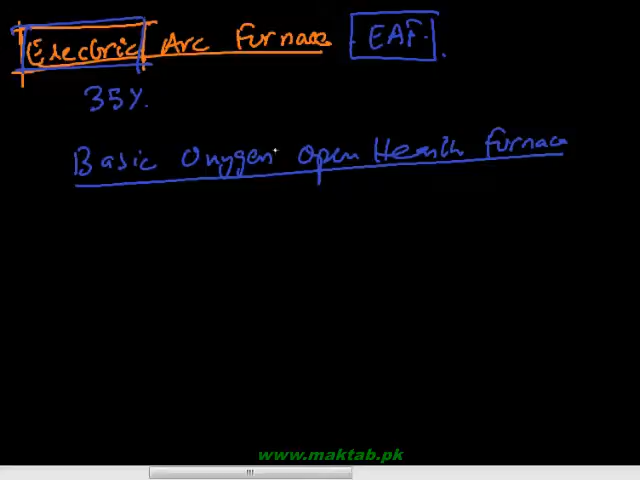 Electric Arc Furnace EAF.
35%.
Basic Oxygen Open Hearth Furnace
www.maktab.pk